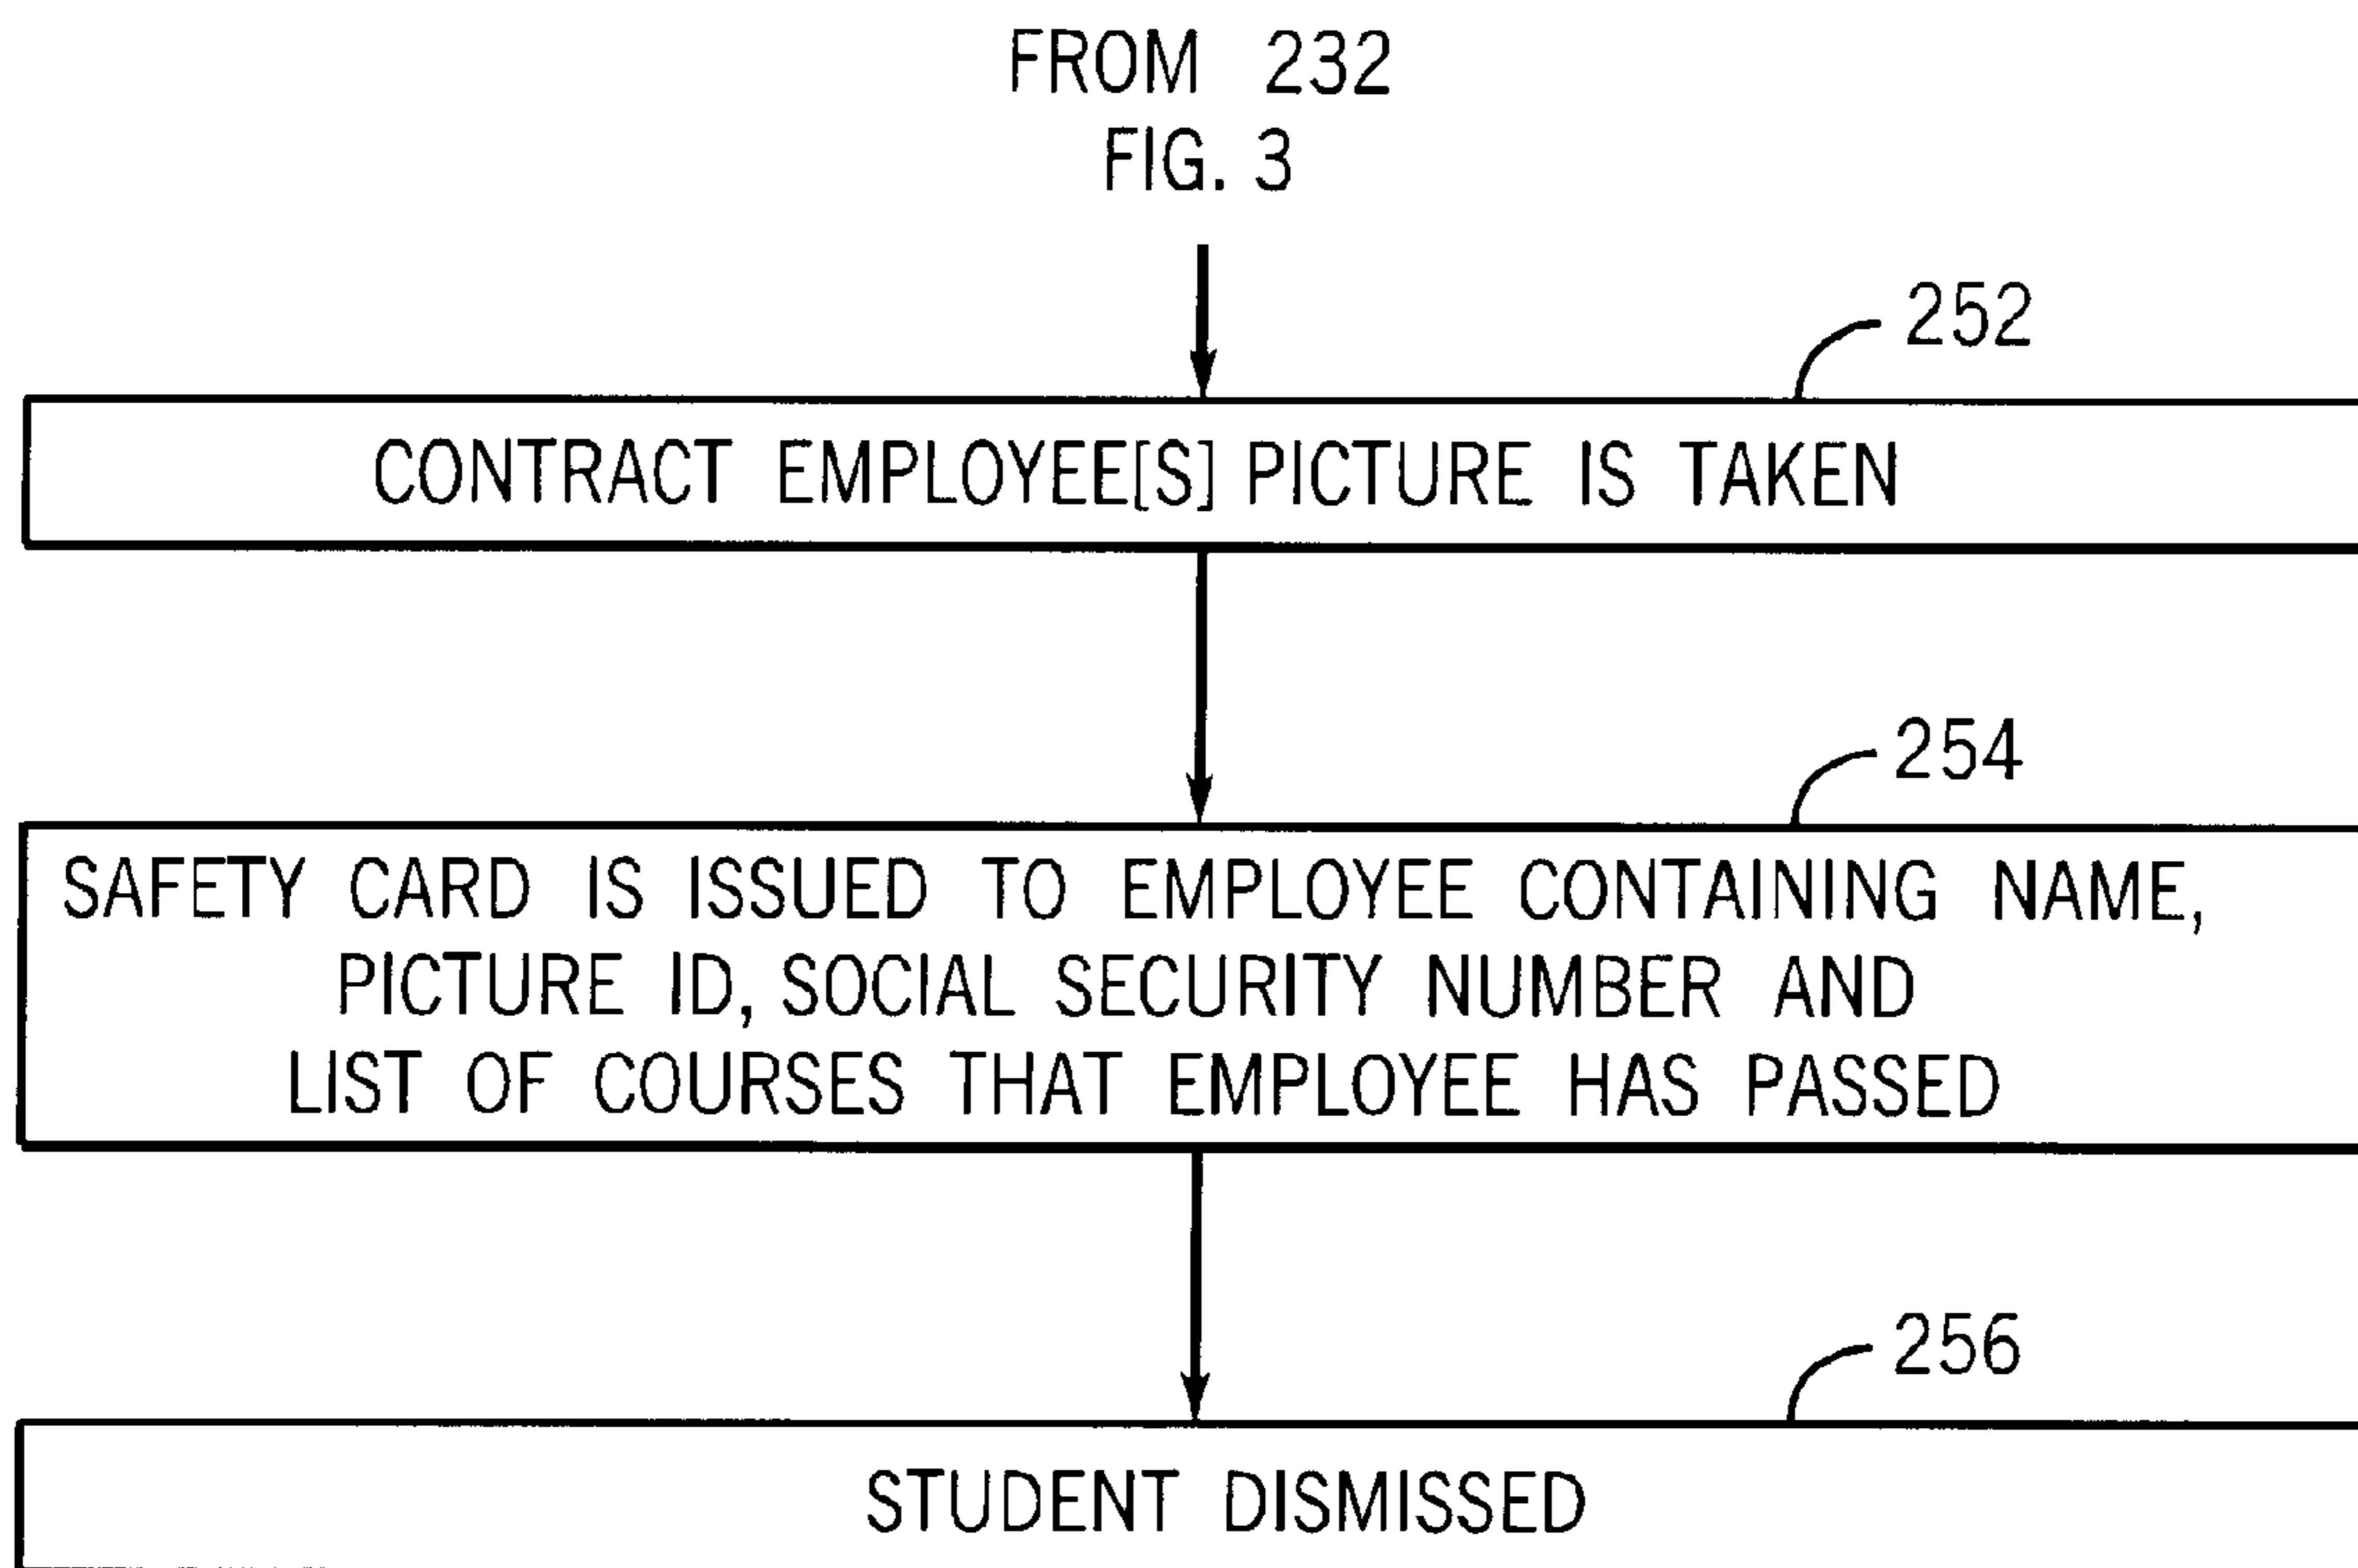 FROM 232
FIG. 3
252
CONTRACT EMPLOYEE[S] PICTURE IS TAKEN
254
SAFETY CARD IS ISSUED TO EMPLOYEE CONTAINING NAME,
PICTURE ID, SOCIAL SECURITY NUMBER AND
LIST OF COURSES THAT EMPLOYEE HAS PASSED
256
STUDENT DISMISSED